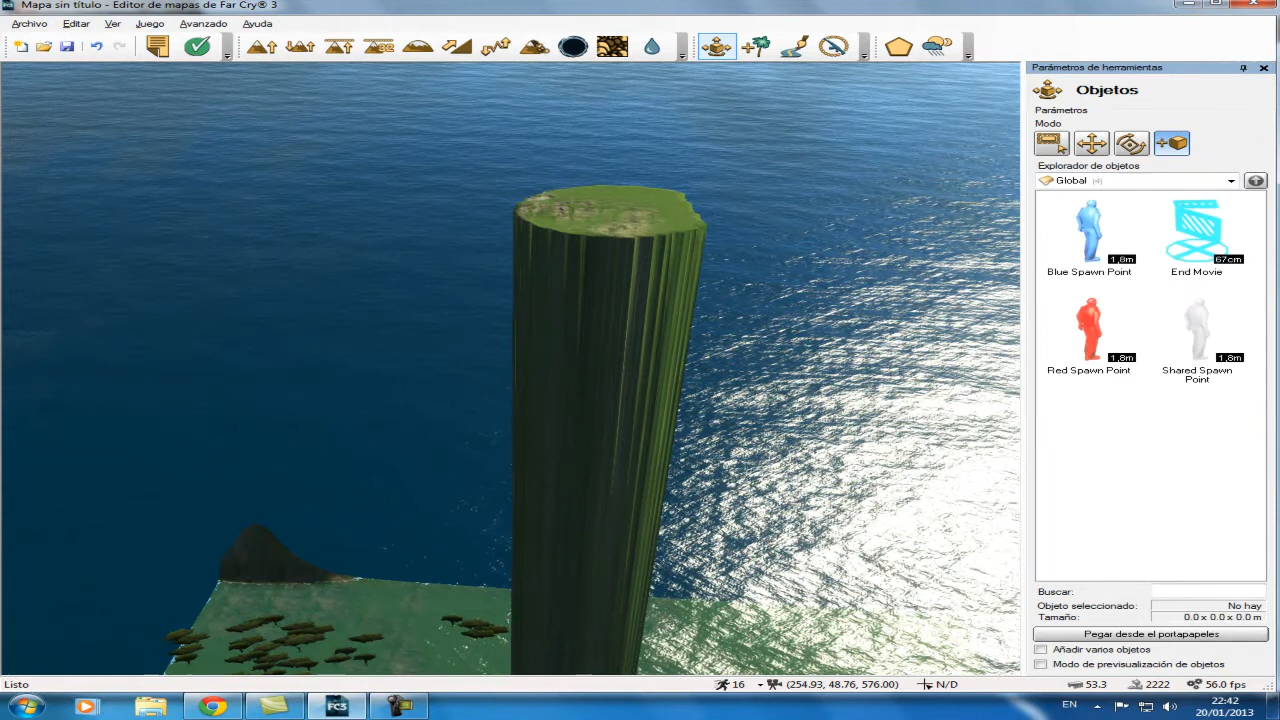 Mapa sin título - Editor de mapas de Far Cry® 3
Archivo Editar Ver Juego Avanzado Ayuda
32
Parámetros de herramientas
Objetos
Parámetros
Modo
Explorador de objetos
Global (4)
1,8m 67cm
Blue Spawn Point End Movie
1,8m 1,8m
Red Spawn Point Shared Spawn
Point
Buscar:
Objeto seleccionado: No hay
Tamaño: 0.0 x 0.0 x 0.0 m
Pegar desde el portapapeles
Añadir varios objetos
Modo de previsualización de objetos
Listo 16 (254.93, 48.76, 576.00) N/D 53.3 2222 56.0 fps
FC3 EN 22:42
20/01/2013